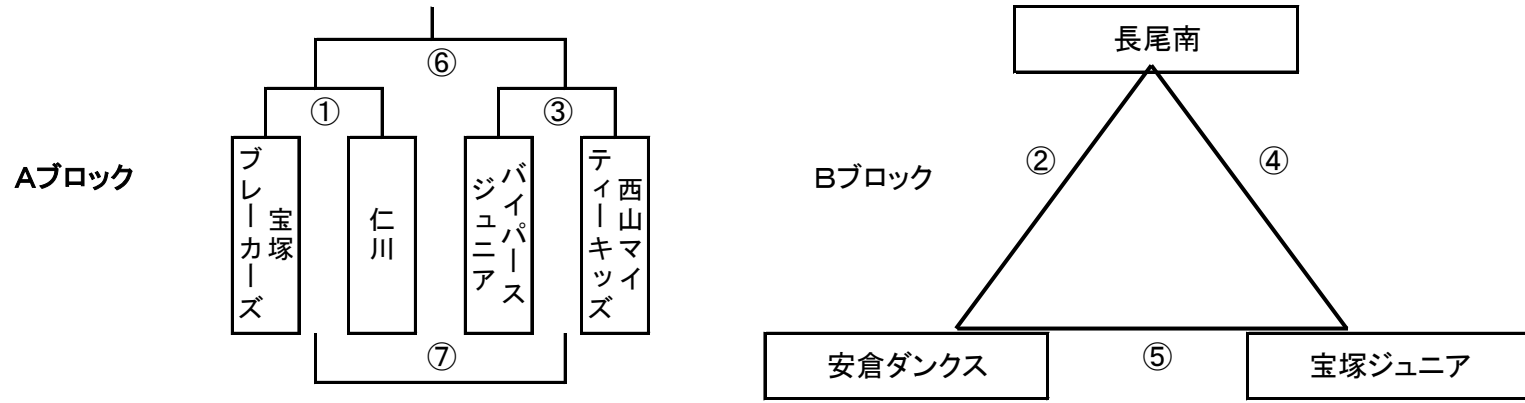 Aブロック
⑥
①
③
宝塚
ブレーカーズ
仁川
バイパース
ジュニア
西山マイ
ティーキッズ
⑦
Bブロック
長尾南
②
④
⑤
安倉ダンクス
宝塚ジュニア